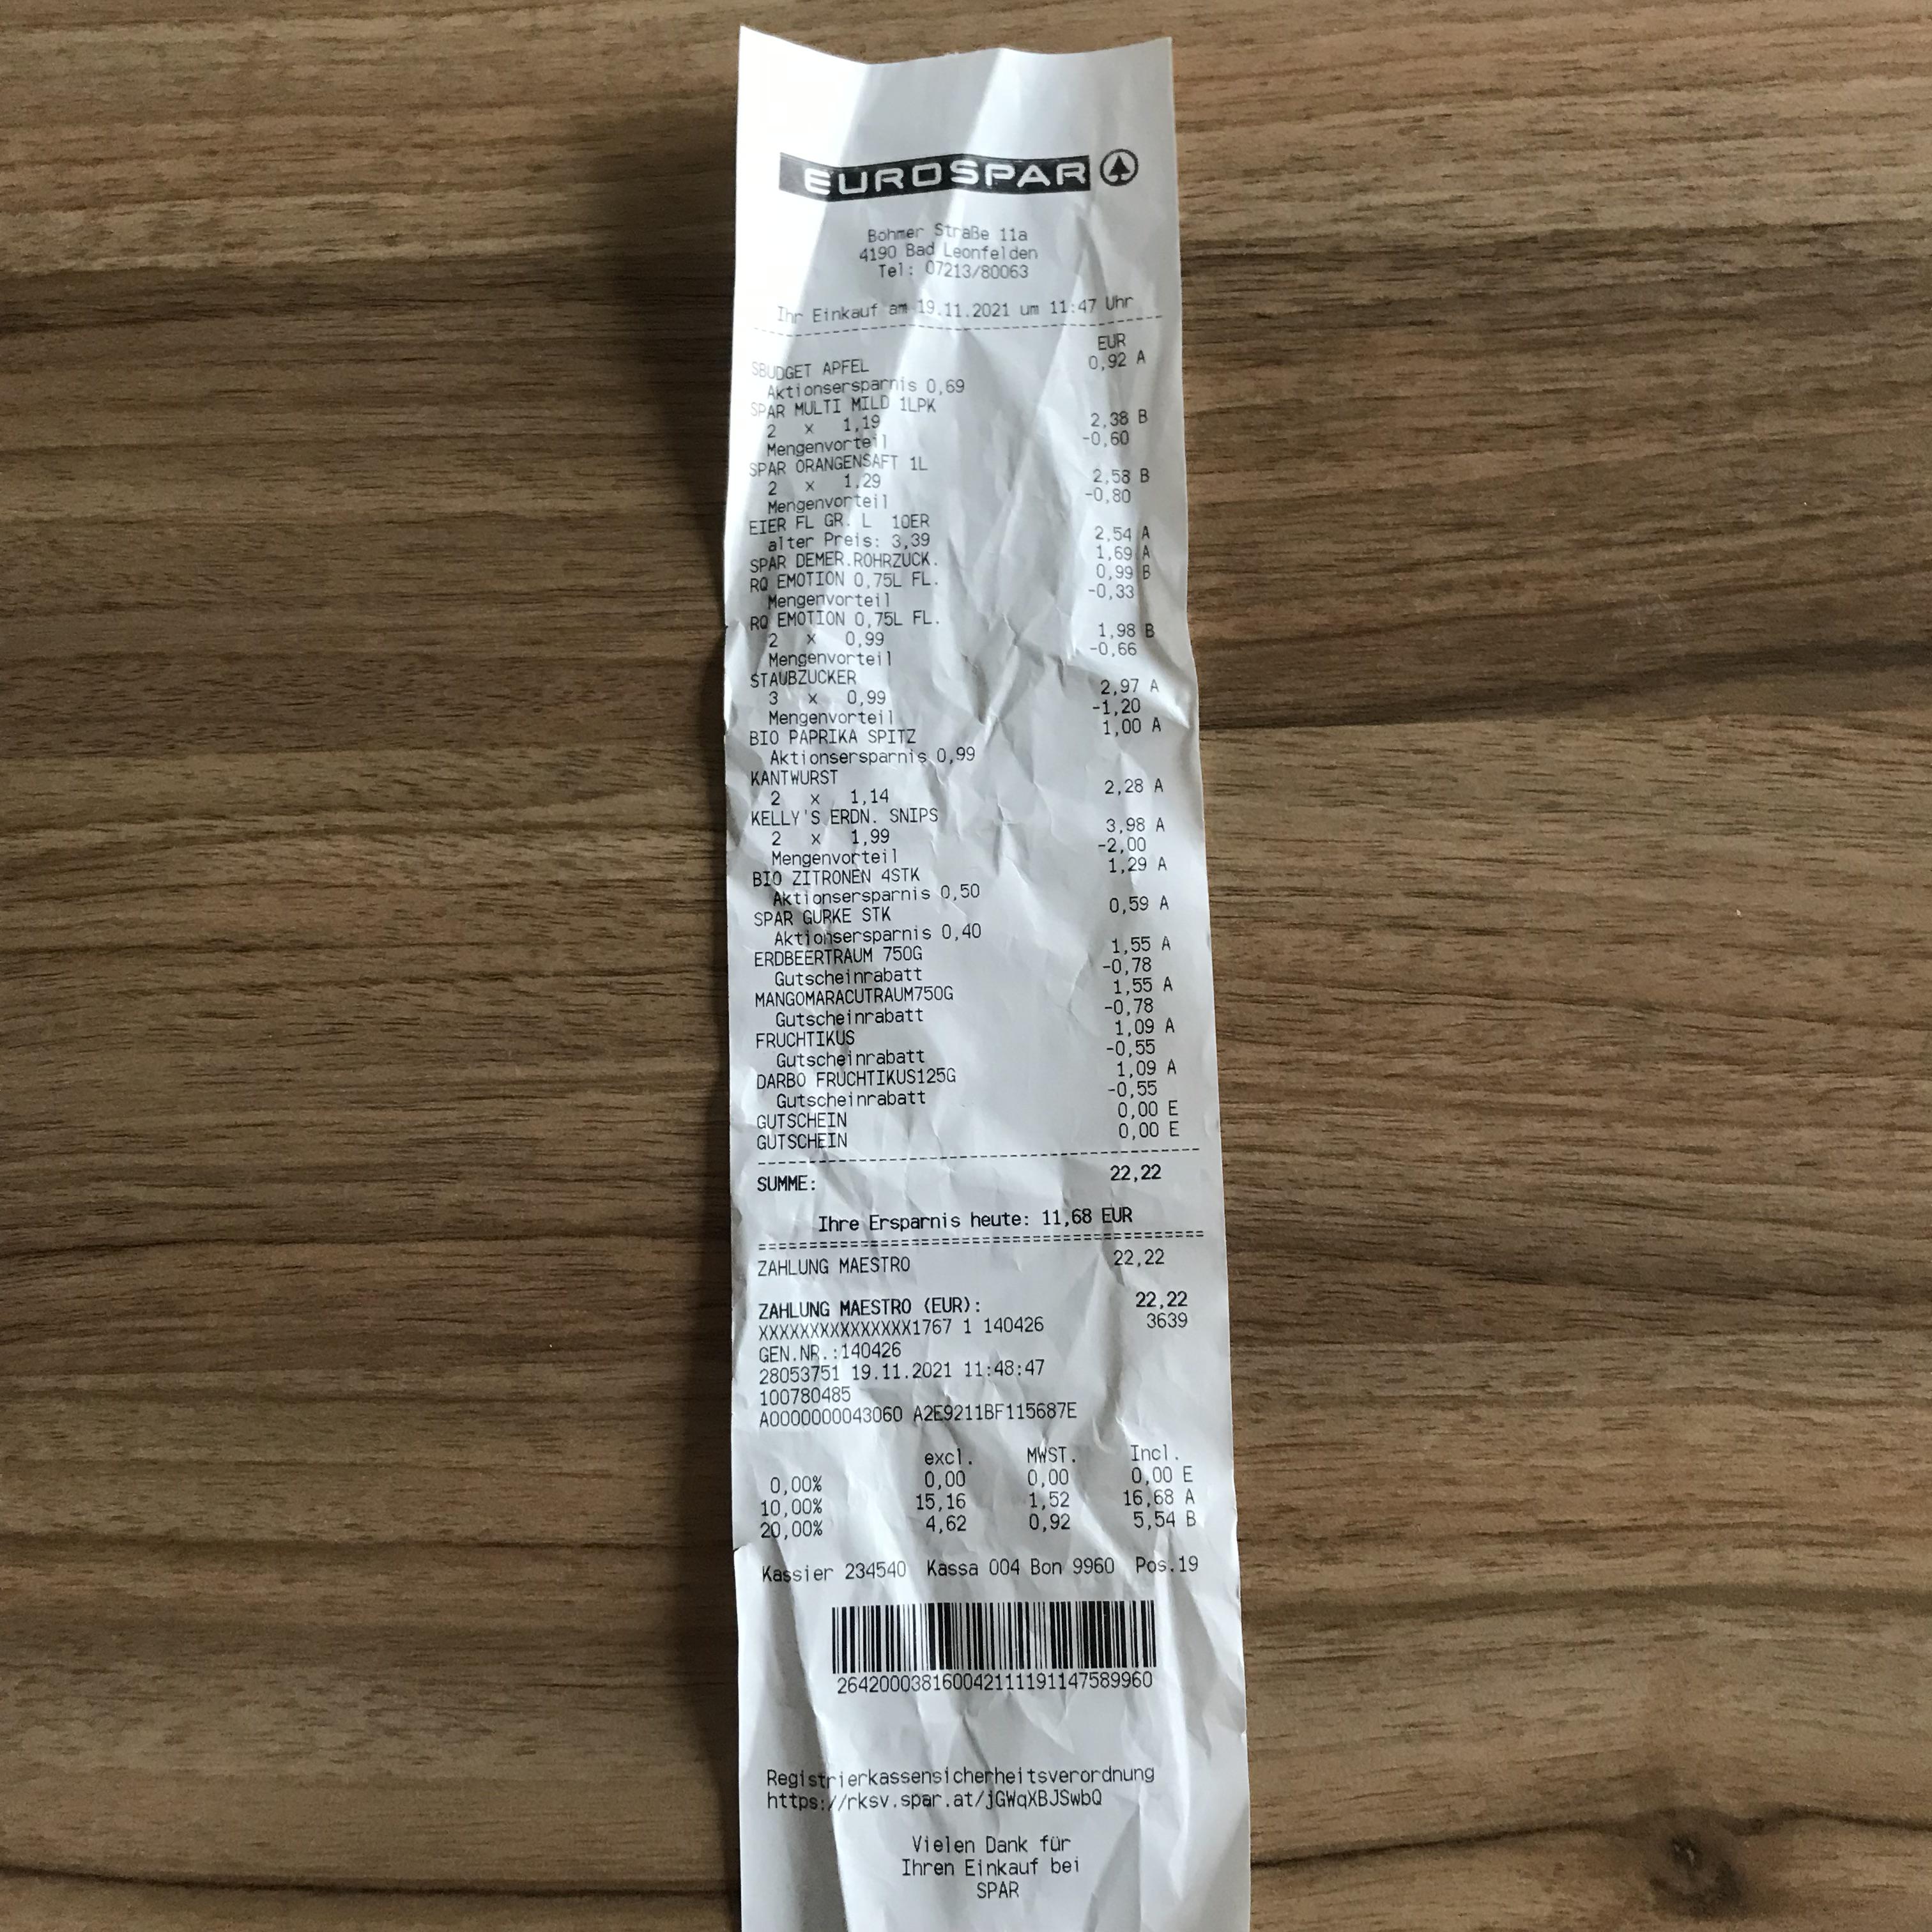 EUROSPAR
Böhmer Straße 11a
4190 Bad Leonfelden
Tel: 07213/80063
Ihr Einkauf am 19.11.2021 um 11:47 Uhr
EUR
SBUDGET APFEL 0,92 A
Aktionsersparnis 0,69
SPAR MULTI MILD 1LPK
2 x 1,19 2,38 B
Mengenvorteil -0,60
SPAR ORANGENSAFT 1L
2 x 1,29 2,58 B
Mengenvorteil -0,80
EIER FL GR. L 10ER 2,54 A
alter Preis: 3,39
SPAR DEMER.ROHRZUCK. 1,69 A
RQ EMOTION 0,75L FL. 0,99 B
Mengenvorteil -0,33
RQ EMOTION 0,75L FL.
2 x 0,99 1,98 B
Mengenvorteil -0,66
STAUBZUCKER
3 x 0,99 2,97 A
Mengenvorteil -1,20
BIO PAPRIKA SPITZ 1,00 A
Aktionsersparnis 0,99
KANTWURST
2 x 1,14 2,28 A
KELLY'S ERDN. SNIPS
2 x 1,99 3,98 A
Mengenvorteil -2,00
BIO ZITRONEN 4STK 1,29 A
Aktionsersparnis 0,50
SPAR GURKE STK 0,59 A
Aktionsersparnis 0,40
ERDBEERTRAUM 750G 1,55 A
Gutscheinrabatt -0,78
MANGOMARACUTRAUM750G 1,55 A
Gutscheinrabatt -0,78
FRUCHTIKUS 1,09 A
Gutscheinrabatt -0,55
DARBO FRUCHTIKUS125G 1,09 A
Gutscheinrabatt -0,55
GUTSCHEIN 0,00 E
GUTSCHEIN 0,00 E
SUMME: 22,22
Ihre Ersparnis heute: 11,68 EUR
ZAHLUNG MAESTRO 22,22
ZAHLUNG MAESTRO (EUR): 22,22
XXXXXXXXXXXXXXX1767 1 140426 3639
GEN.NR.:140426
28053751 19.11.2021 11:48:47
100780485
A0000000043060 A2E9211BF115687E
excl. MWST. Incl.
0,00% 0,00 0,00 0,00 E
10,00% 15,16 1,52 16,68 A
20,00% 4,62 0,92 5,54 B
Kassier 234540 Kassa 004 Bon 9960 Pos.19
2642000381600421111911475899​60
Registrierkassensicherheitsverordnung
https://rksv.spar.at/jGWqXBJSwbQ
Vielen Dank für
Ihren Einkauf bei
SPAR